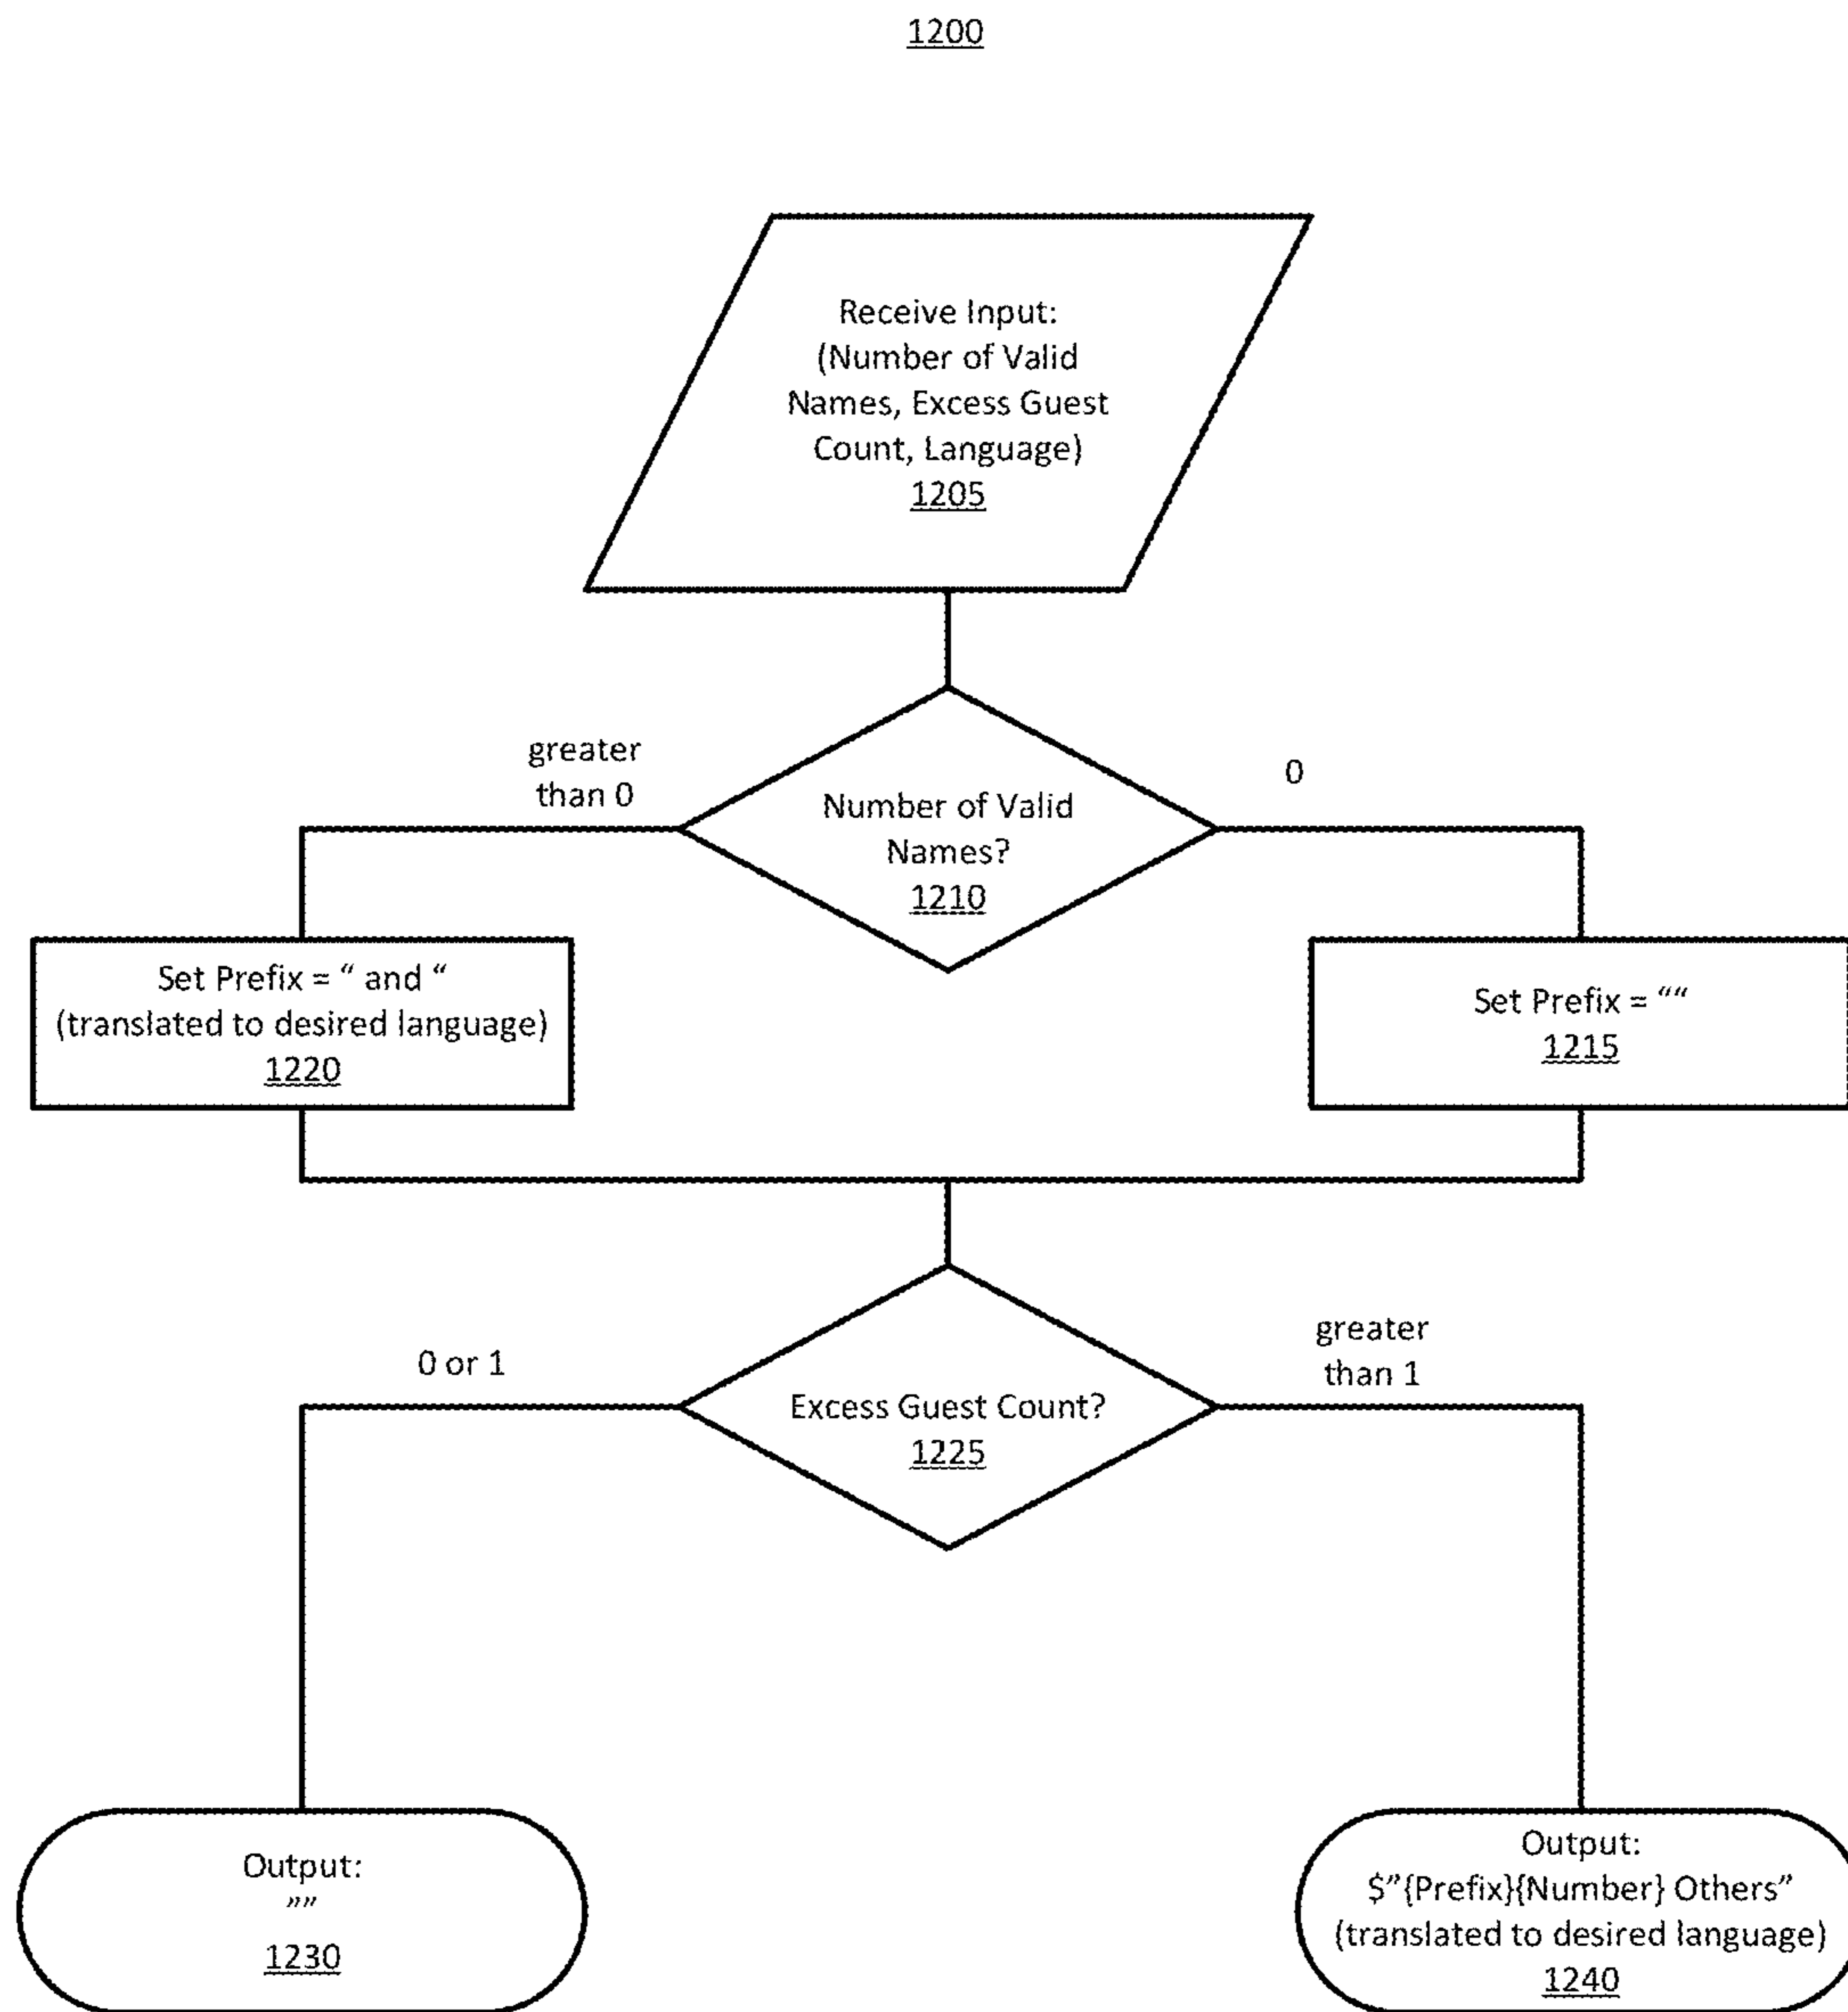 1200
Receive Input:
(Number of Valid
Names, Excess Guest
Count, Language)
1205
greater
than 0
0
Number of Valid
Names?
1210
Set Prefix = “ and “
(translated to desired language)
1220
Set Prefix = ““
1215
0 or 1
greater
than 1
Excess Guest Count?
1225
Output:
””
1230
Output:
$”{Prefix}{Number} Others”
(translated to desired language)
1240